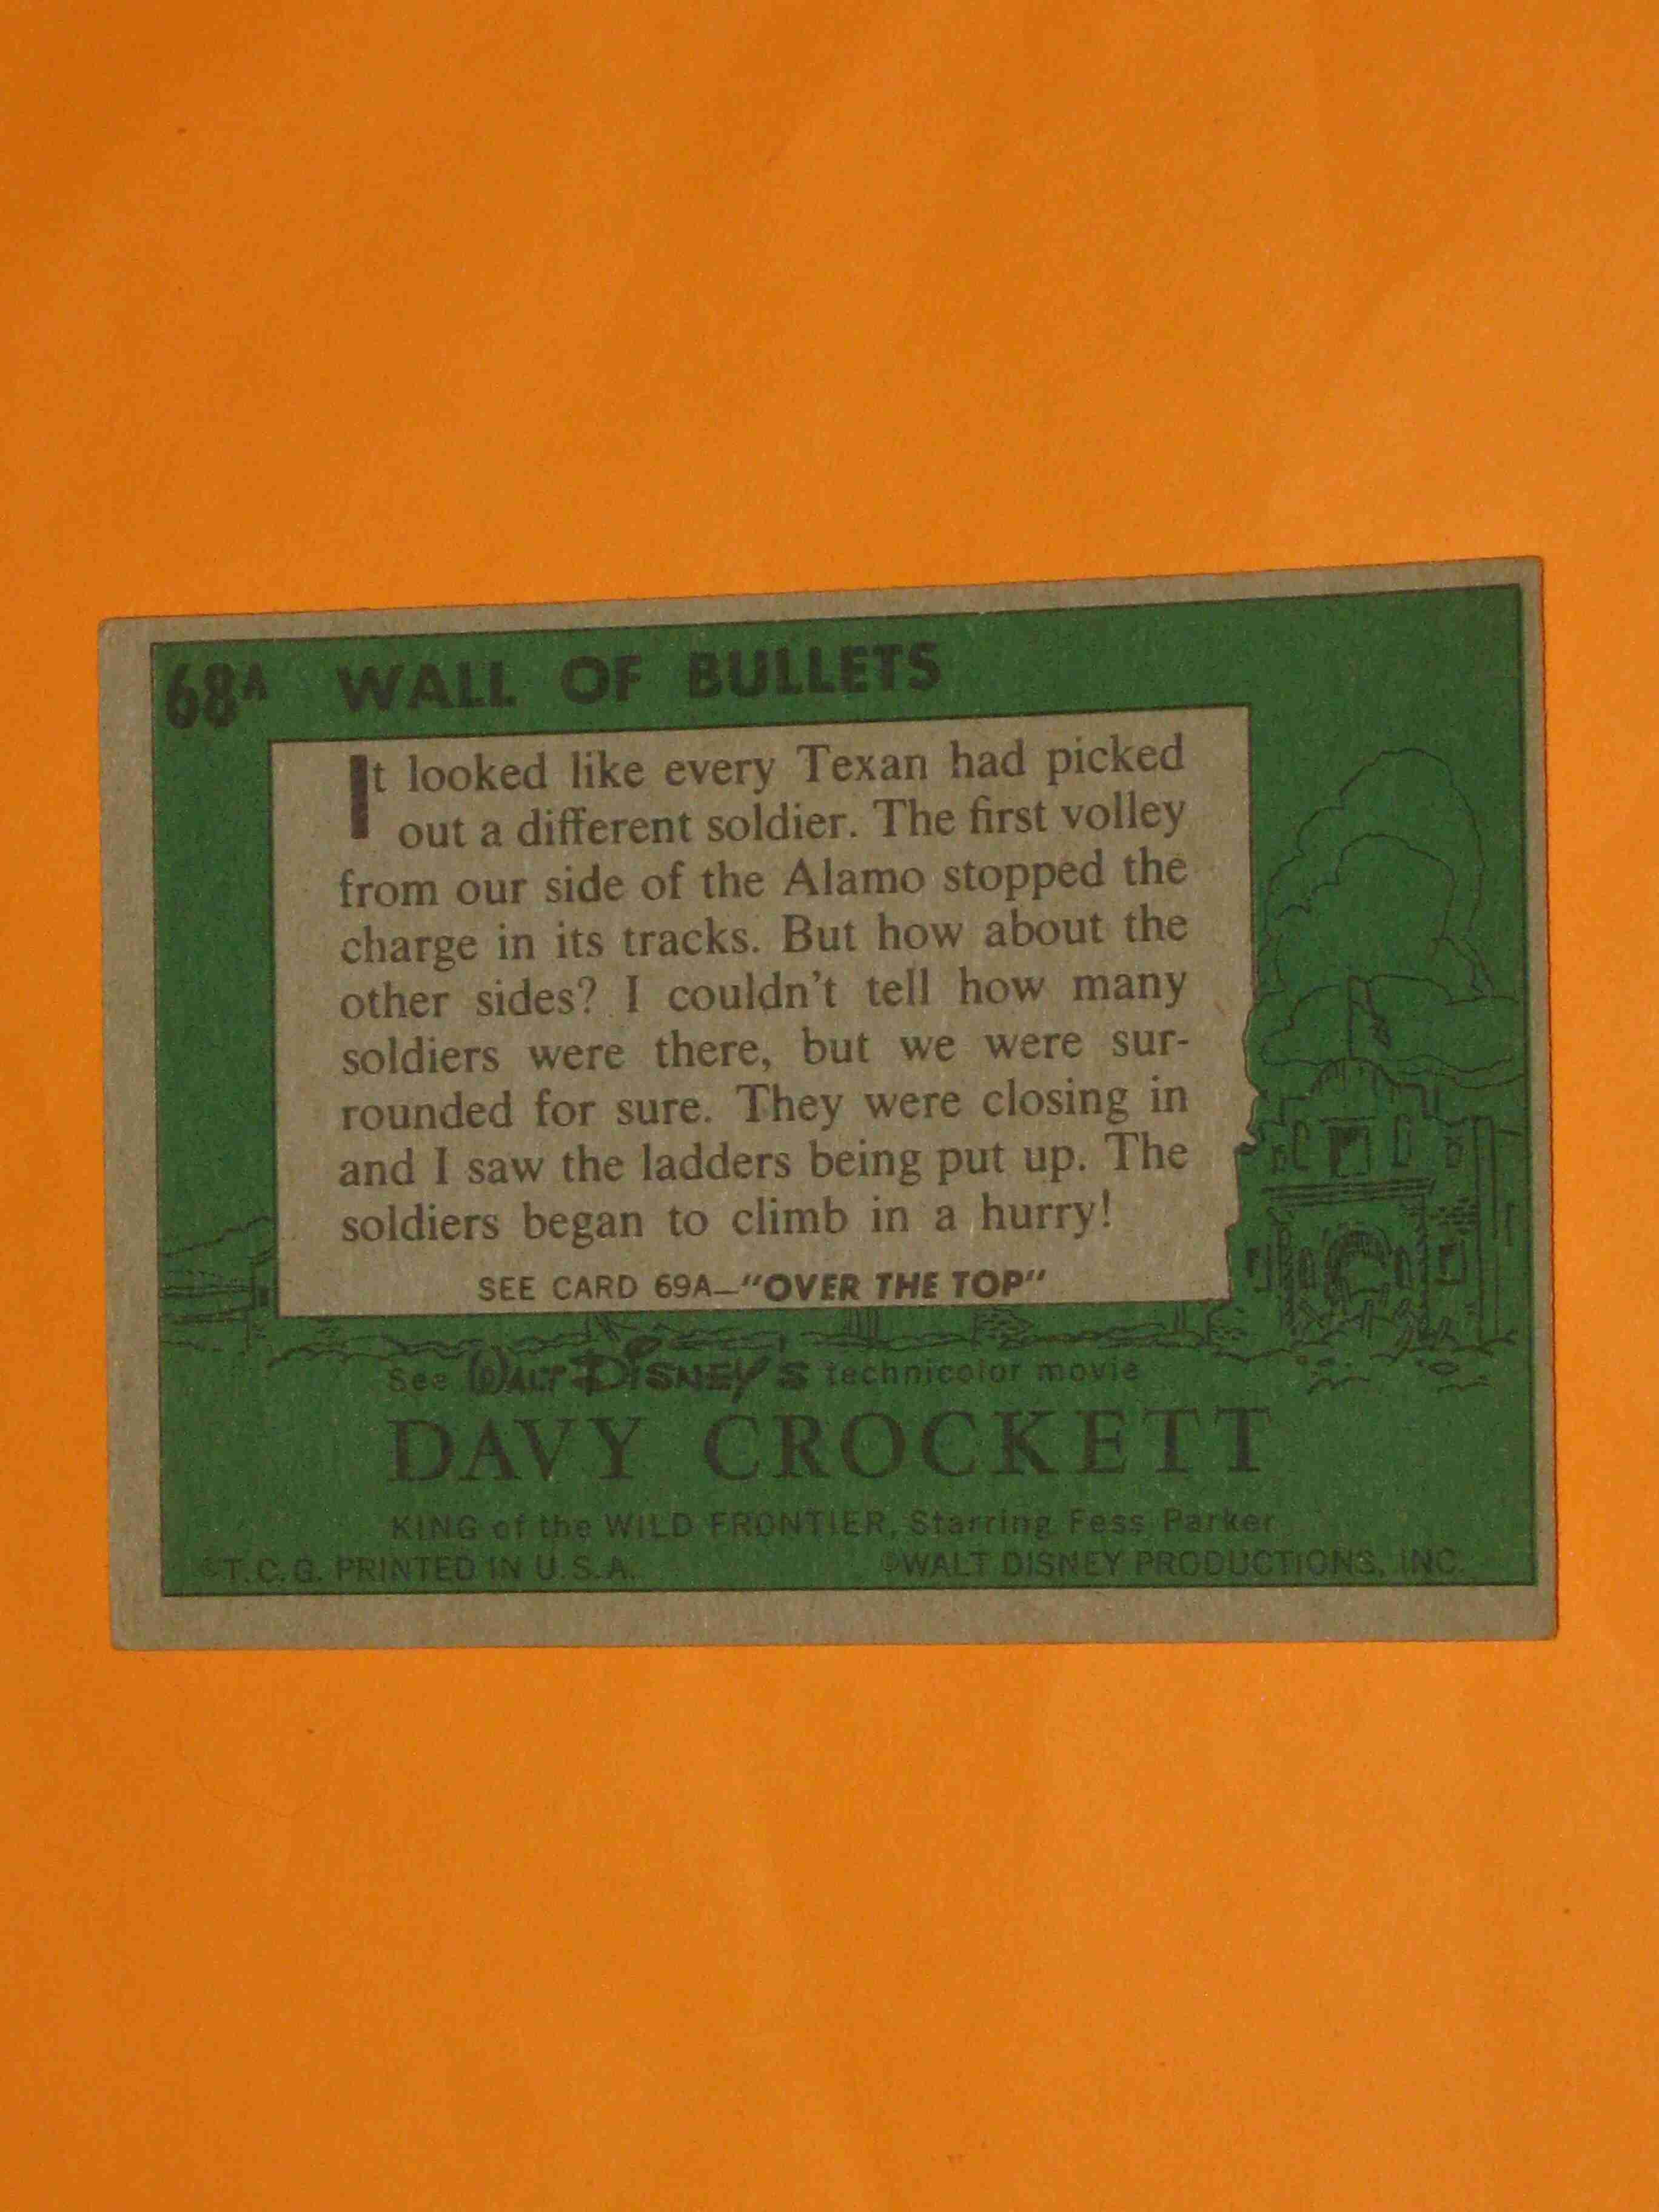 68A WALL OF BULLETS
It looked like every Texan had picked
out a different soldier. The first volley
from our side of the Alamo stopped the
charge in its tracks. But how about the
other sides? I couldn't tell how many
soldiers were there, but we were sur-
rounded for sure. They were closing in
and I saw the ladders being put up. The
soldiers began to climb in a hurry!
SEE CARD 69A—"OVER THE TOP"
See WALT DISNEY'S technicolor movie
DAVY CROCKETT
KING of the WILD FRONTIER, Starring Fess Parker
©T.C.G. PRINTED IN U.S.A. ©WALT DISNEY PRODUCTIONS, INC.